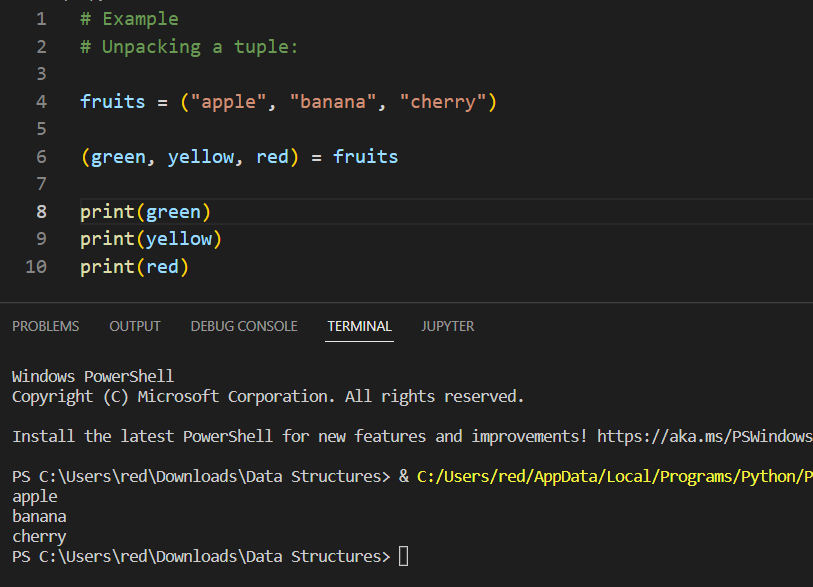 1 # Example
2 # Unpacking a tuple:
3
4 fruits = ("apple", "banana", "cherry")
5
6 (green, yellow, red) = fruits
7
8 print(green)
9 print(yellow)
10 print(red)
PROBLEMS OUTPUT DEBUG CONSOLE TERMINAL JUPYTER
Windows PowerShell
Copyright (C) Microsoft Corporation. All rights reserved.
Install the latest PowerShell for new features and improvements! https://aka.ms/PSWindows
PS C:\Users\red\Downloads\Data Structures> & C:/Users/red/AppData/Local/Programs/Python/P
apple
banana
cherry
PS C:\Users\red\Downloads\Data Structures>